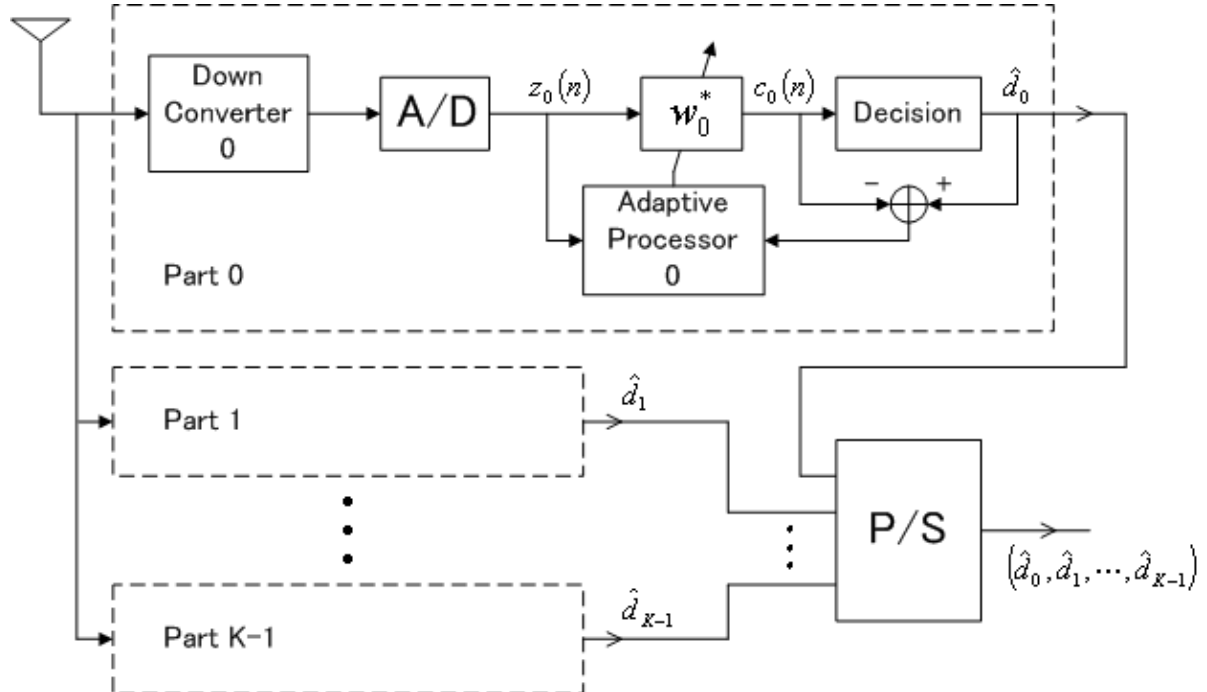 Down
Converter
0
A/D
z₀(n)
w₀*
c₀(n)
Decision
d̂₀
− +
Adaptive
Processor
0
Part 0
Part 1
d̂₁
P/S
(d̂₀, d̂₁, ⋯, d̂_{K-1})
Part K-1
d̂_{K-1}